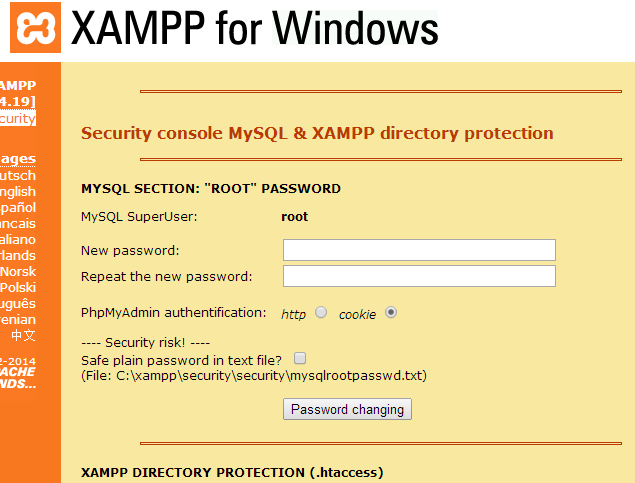 XAMPP for Windows
AMPP
4.19]
curity
ages
utsch
nglish
pañol
ancais
aliano
rlands
Norsk
Polski
uguês
enian
中文
2-2014
ACHE
NDS...
Security console MySQL & XAMPP directory protection
MYSQL SECTION: "ROOT" PASSWORD
MySQL SuperUser: root
New password:
Repeat the new password:
PhpMyAdmin authentification: http cookie
---- Security risk! ----
Safe plain password in text file?
(File: C:\xampp\security\security\mysqlrootpasswd.txt)
Password changing
XAMPP DIRECTORY PROTECTION (.htaccess)